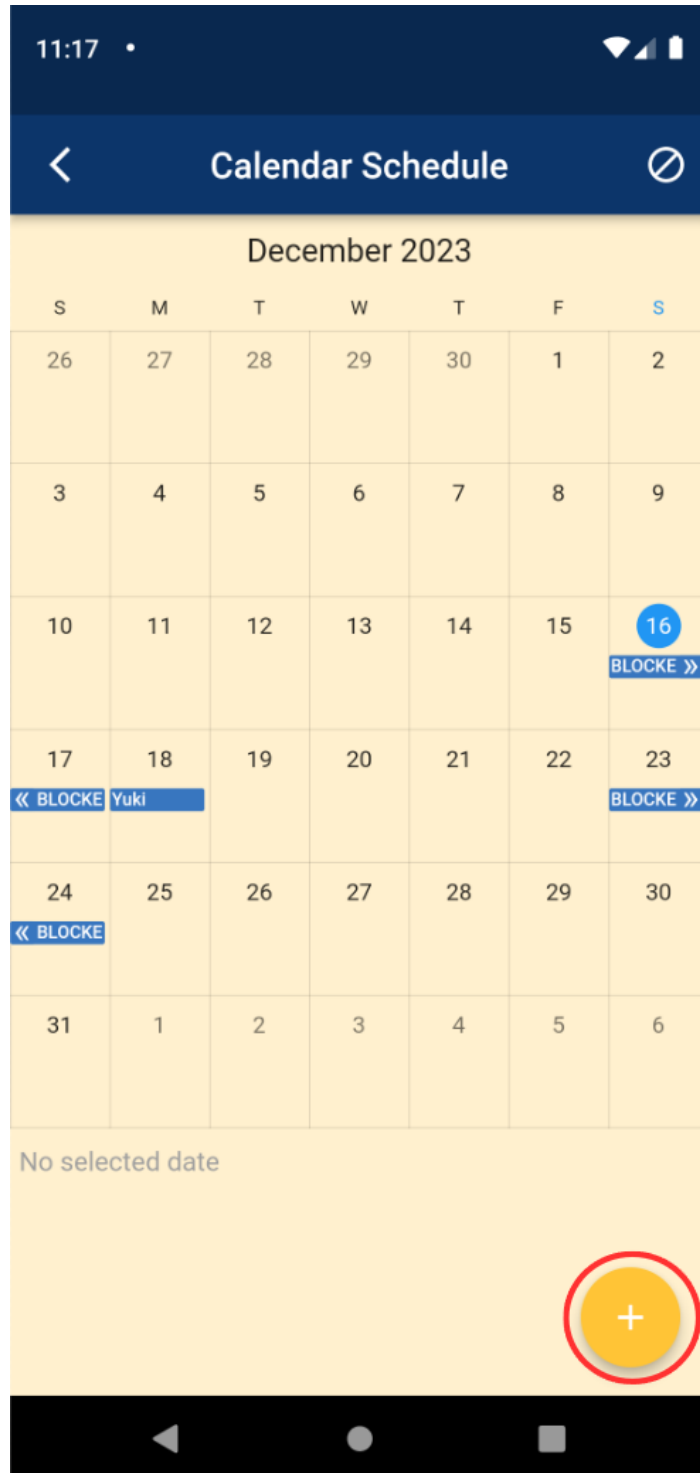 11:17
Calendar Schedule
December 2023
S M T W T F S
26 27 28 29 30 1 2
3 4 5 6 7 8 9
10 11 12 13 14 15 16
BLOCKE »
17 18 19 20 21 22 23
« BLOCKE Yuki BLOCKE »
24 25 26 27 28 29 30
« BLOCKE
31 1 2 3 4 5 6
No selected date
+